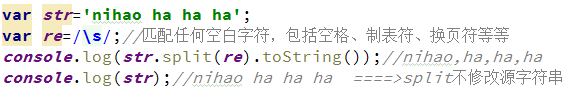 var str='nihao ha ha ha';
var re=/\s/;//匹配任何空白字符，包括空格、制表符、换页符等等
console.log(str.split(re).toString());//nihao,ha,ha,ha
console.log(str);//nihao ha ha ha  ====>split不修改源字符串